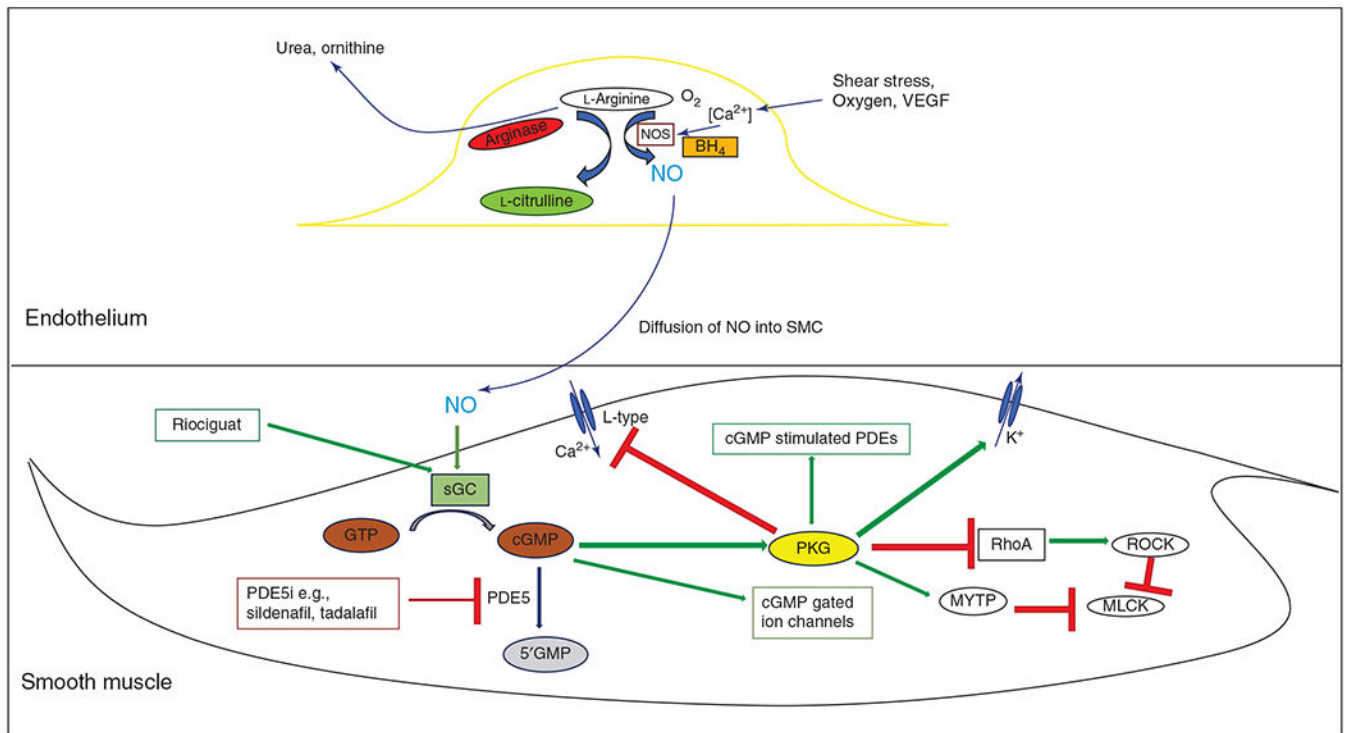 Urea, ornithine
L-Arginine
O2
Shear stress,
Oxygen, VEGF
[Ca2+]
Arginase
NOS
BH4
NO
L-citrulline
Endothelium
Diffusion of NO into SMC
NO
L-type
Ca2+
K+
Riociguat
cGMP stimulated PDEs
sGC
GTP
cGMP
PKG
RhoA
ROCK
PDE5i e.g.,
sildenafil, tadalafil
PDE5
cGMP gated
ion channels
MYTP
MLCK
5′GMP
Smooth muscle